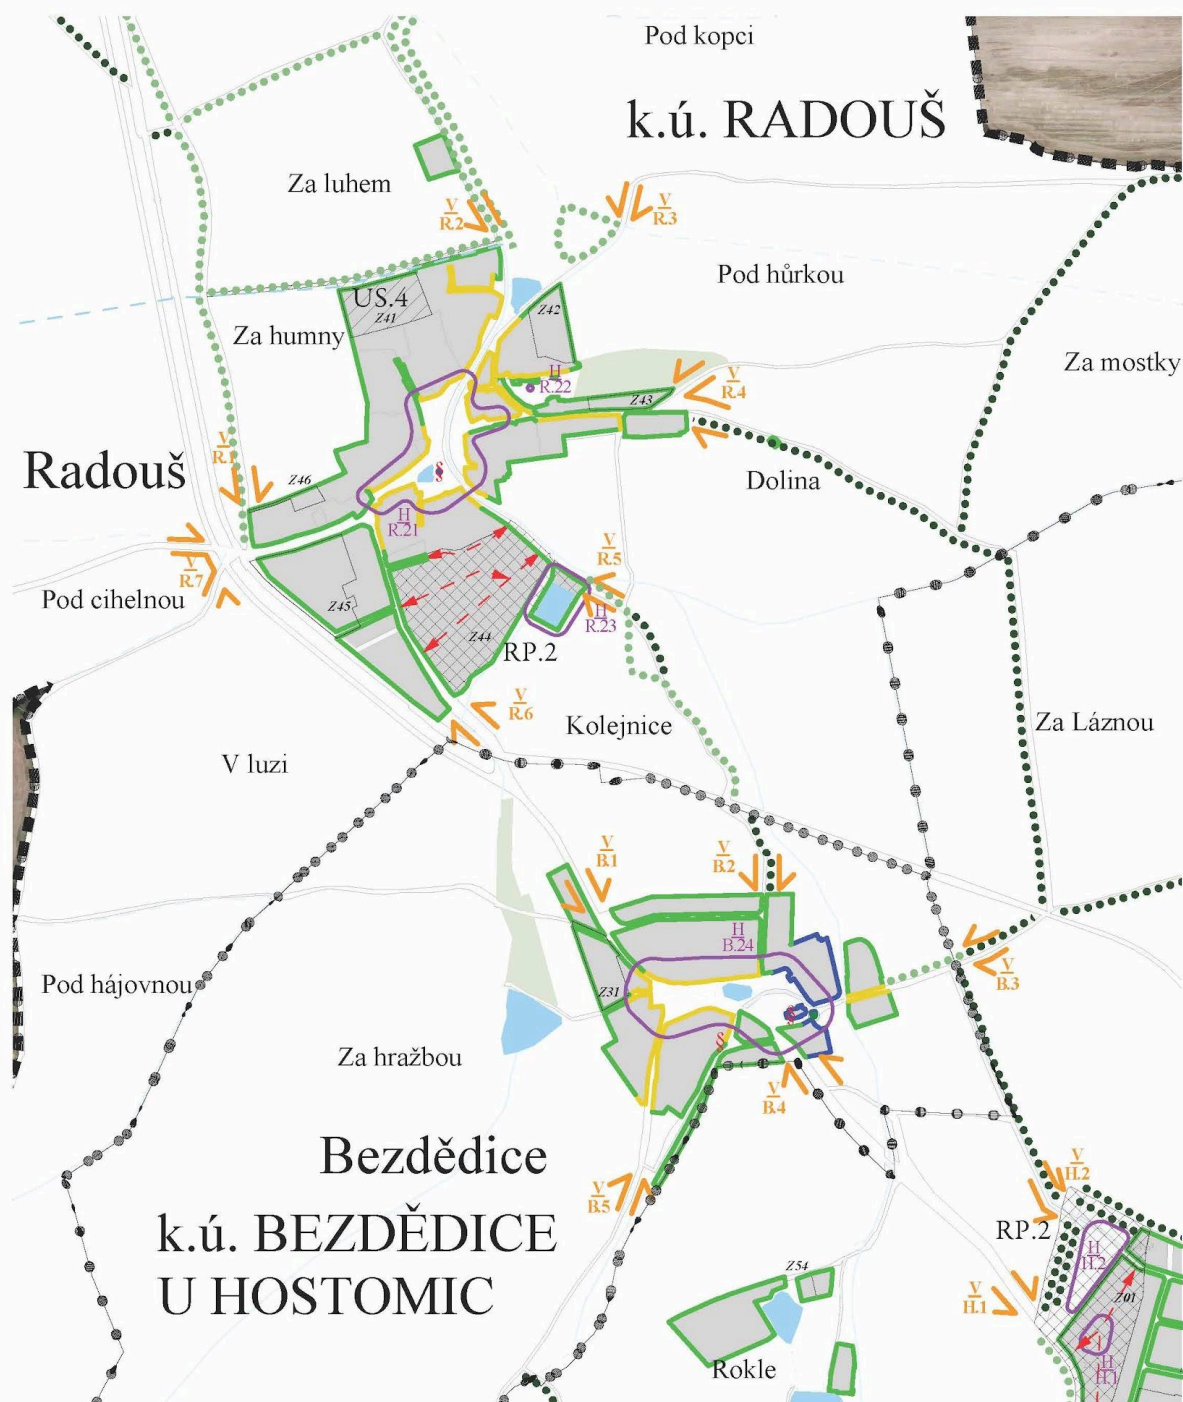 Pod kopci
k.ú. RADOUŠ
Za luhem
V
R.2
V
R.3
Pod hůrkou
US.4
Z41
Z42
Za humny
Za mostky
H
R.22
V
R.4
Z43
V
R.1
Radouš
Z46
§
Dolina
H
R.21
V
R.5
V
R.7
Pod cihelnou
Z45
Z44
H
R.23
RP.2
V
R.6
Kolejnice
Za Láznou
V luzi
V
B.1
V
B.2
H
B.24
V
B.3
Pod hájovnou
Z31
§
§
Za hražbou
V
B.4
Bezdědice
V
H.2
V
B.5
k.ú. BEZDĚDICE
U HOSTOMIC
RP.2
H
H.2
Z54
V
H.1
Z01
Rokle
H
H.1